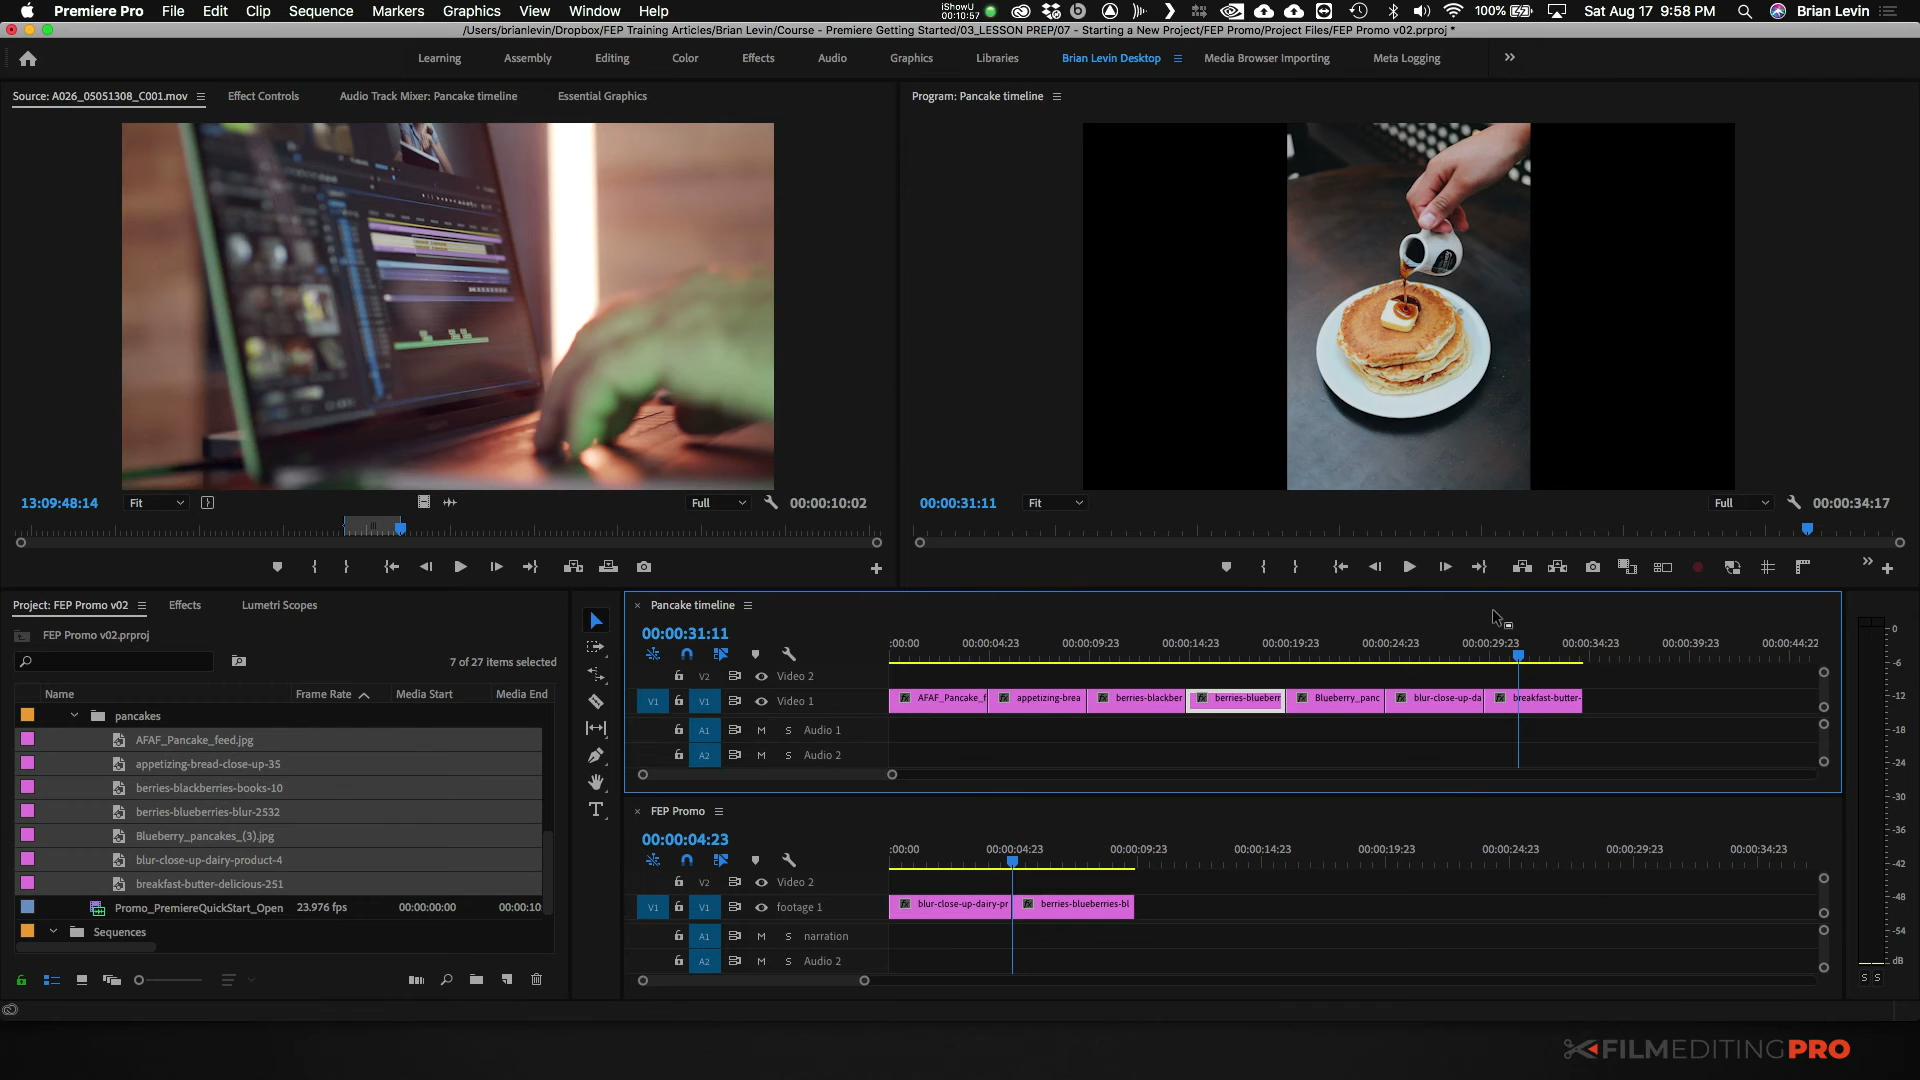 Premiere Pro File Edit Clip Sequence Markers Graphics View Window Help iShowU 00:10:57 100% Sat Aug 17 9:58 PM Brian Levin
/Users/brianlevin/Dropbox/FEP Training Articles/Brian Levin/Course - Premiere Getting Started/03_LESSON PREP/07 - Starting a New Project/FEP Promo/Project Files/FEP Promo v02.prproj *
Learning Assembly Editing Color Effects Audio Graphics Libraries Brian Levin Desktop Media Browser Importing Meta Logging
Source: A026_05051308_C001.mov Effect Controls Audio Track Mixer: Pancake timeline Essential Graphics
Program: Pancake timeline
13:09:48:14 Fit Full 00:00:10:02
00:00:31:11 Fit Full 00:00:34:17
Project: FEP Promo v02 Effects Lumetri Scopes
FEP Promo v02.prproj
7 of 27 items selected
Name Frame Rate Media Start Media End
pancakes
AFAF_Pancake_feed.jpg
appetizing-bread-close-up-35
berries-blackberries-books-10
berries-blueberries-blur-2532
Blueberry_pancakes_(3).jpg
blur-close-up-dairy-product-4
breakfast-butter-delicious-251
Promo_PremiereQuickStart_Open 23.976 fps 00:00:00:00 00:00:10
Sequences
Pancake timeline
00:00:31:11
:00:00 00:00:04:23 00:00:09:23 00:00:14:23 00:00:19:23 00:00:24:23 00:00:29:23 00:00:34:23 00:00:39:23 00:00:44:22
V2 Video 2
V1 V1 Video 1 AFAF_Pancake_f appetizing-brea berries-blackber berries-blueberr Blueberry_panc blur-close-up-da breakfast-butter-
A1 M S Audio 1
A2 M S Audio 2
FEP Promo
00:00:04:23
:00:00 00:00:04:23 00:00:09:23 00:00:14:23 00:00:19:23 00:00:24:23 00:00:29:23 00:00:34:23
V2 Video 2
V1 V1 footage 1 blur-close-up-dairy-pr berries-blueberries-bl
A1 M S narration
A2 M S Audio 2
0
-6
-12
-18
-24
-30
-36
-42
-48
-54
dB
S S
FILMEDITINGPRO